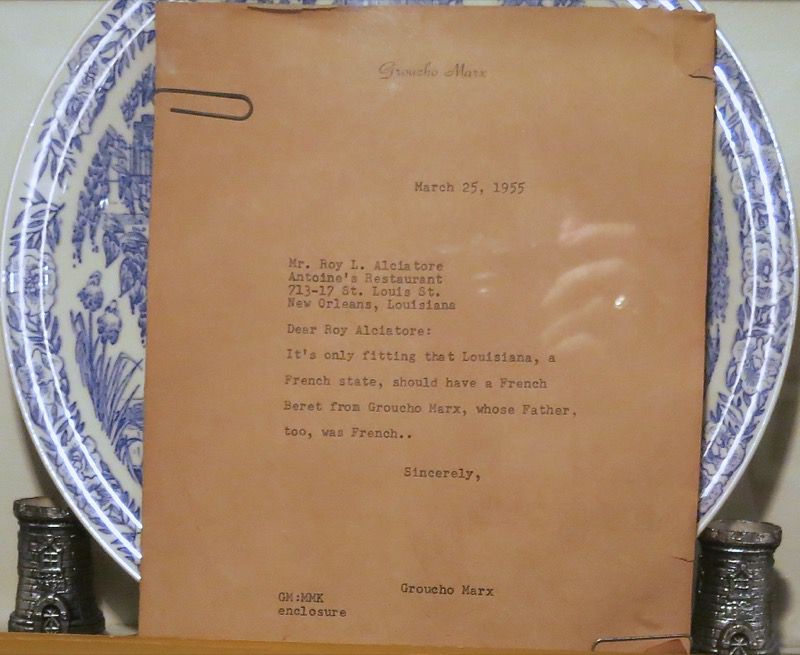 Groucho Marx
March 25, 1955
Mr. Roy L. Alciatore
Antoine's Restaurant
713-17 St. Louis St.
New Orleans, Louisiana
Dear Roy Alciatore:
It's only fitting that Louisiana, a
French state, should have a French
Beret from Groucho Marx, whose Father,
too, was French..
Sincerely,
Groucho Marx
GM:MMK
enclosure